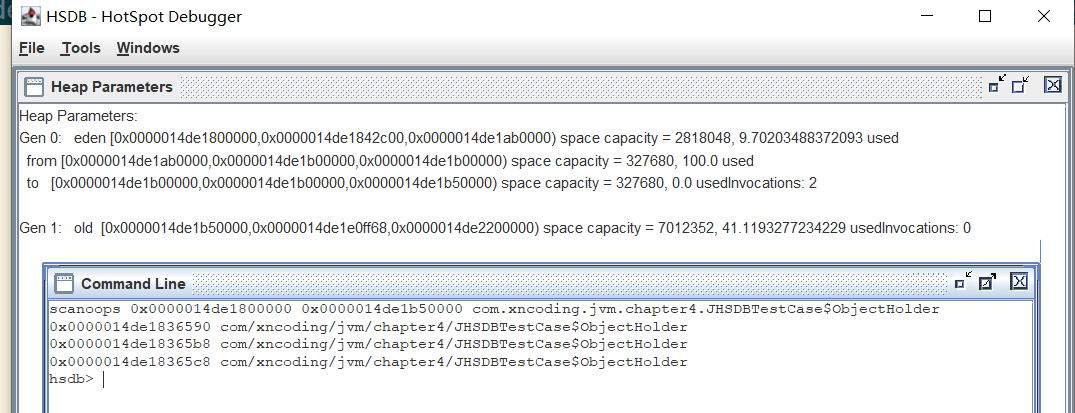 HSDB - HotSpot Debugger
File Tools Windows
Heap Parameters
Heap Parameters:
Gen 0: eden [0x0000014de1800000,0x0000014de1842c00,0x0000014de1ab0000) space capacity = 2818048, 9.70203488372093 used
from [0x0000014de1ab0000,0x0000014de1b00000,0x0000014de1b00000) space capacity = 327680, 100.0 used
to [0x0000014de1b00000,0x0000014de1b00000,0x0000014de1b50000) space capacity = 327680, 0.0 usedInvocations: 2
Gen 1: old [0x0000014de1b50000,0x0000014de1e0ff68,0x0000014de2200000) space capacity = 7012352, 41.1193277234229 usedInvocations: 0
Command Line
scanoops 0x0000014de1800000 0x0000014de1b50000 com.xncoding.jvm.chapter4.JHSDBTestCase$ObjectHolder
0x0000014de1836590 com/xncoding/jvm/chapter4/JHSDBTestCase$ObjectHolder
0x0000014de18365b8 com/xncoding/jvm/chapter4/JHSDBTestCase$ObjectHolder
0x0000014de18365c8 com/xncoding/jvm/chapter4/JHSDBTestCase$ObjectHolder
hsdb>